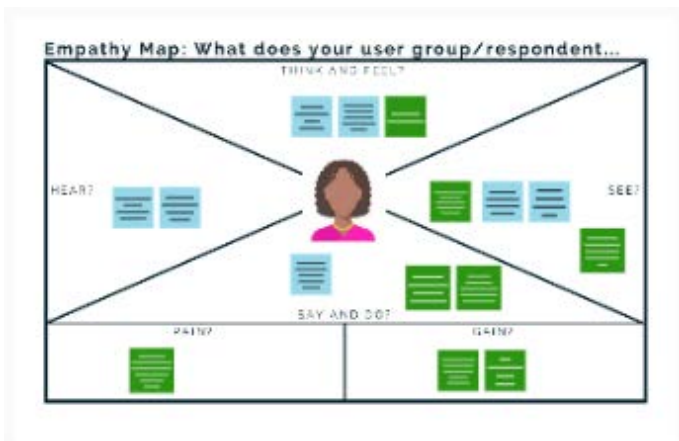 Empathy Map: What does your user group/respondent...
THINK AND FEEL?
HEAR?
SEE?
SAY AND DO?
PAIN?
GAIN?